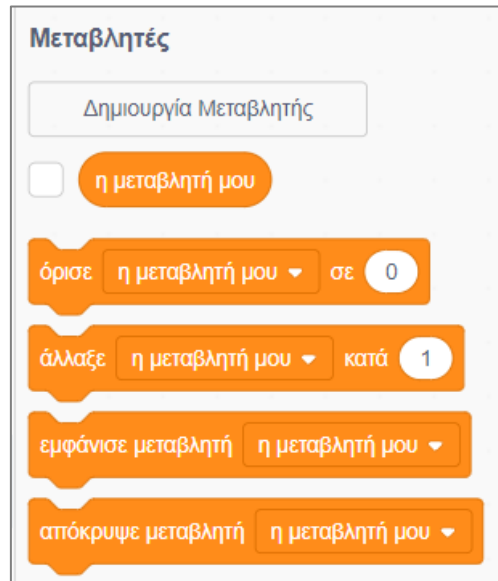 Μεταβλητές
Δημιουργία Μεταβλητής
η μεταβλητή μου
όρισε η μεταβλητή μου σε 0
άλλαξε η μεταβλητή μου κατά 1
εμφάνισε μεταβλητή η μεταβλητή μου
απόκρυψε μεταβλητή η μεταβλητή μου